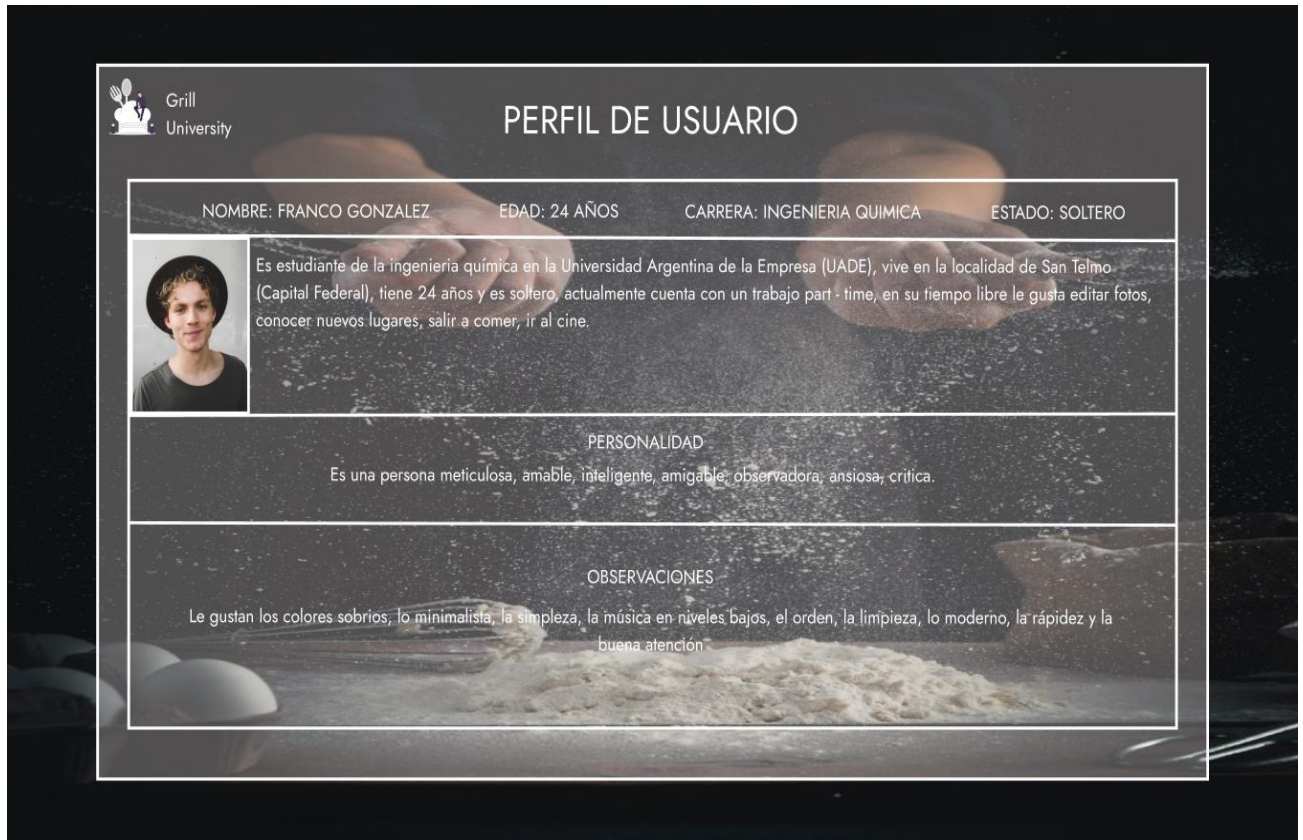 Grill
University
PERFIL DE USUARIO
NOMBRE: FRANCO GONZALEZ EDAD: 24 AÑOS CARRERA: INGENIERIA QUIMICA ESTADO: SOLTERO
Es estudiante de la ingenieria química en la Universidad Argentina de la Empresa (UADE), vive en la localidad de San Telmo
(Capital Federal), tiene 24 años y es soltero, actualmente cuenta con un trabajo part - time, en su tiempo libre le gusta editar fotos,
conocer nuevos lugares, salir a comer, ir al cine.
PERSONALIDAD
Es una persona meticulosa, amable, inteligente, amigable, observadora, ansiosa, critica.
OBSERVACIONES
Le gustan los colores sobrios, lo minimalista, la simpleza, la música en niveles bajos, el orden, la limpieza, lo moderno, la rápidez y la
buena atención